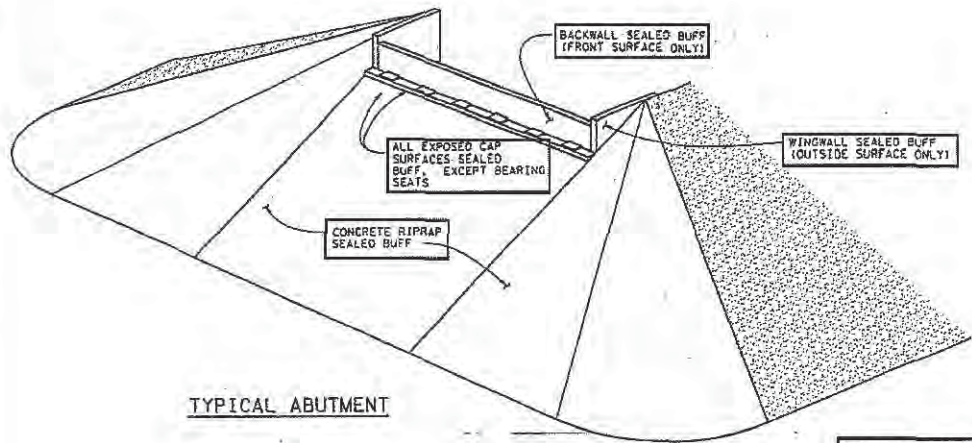 BACKWALL SEALED BUFF
(FRONT SURFACE ONLY)
WINGWALL SEALED BUFF
(OUTSIDE SURFACE ONLY)
ALL EXPOSED CAP
SURFACES SEALED
BUFF, EXCEPT BEARING
SEATS
CONCRETE RIPRAP
SEALED BUFF
TYPICAL ABUTMENT